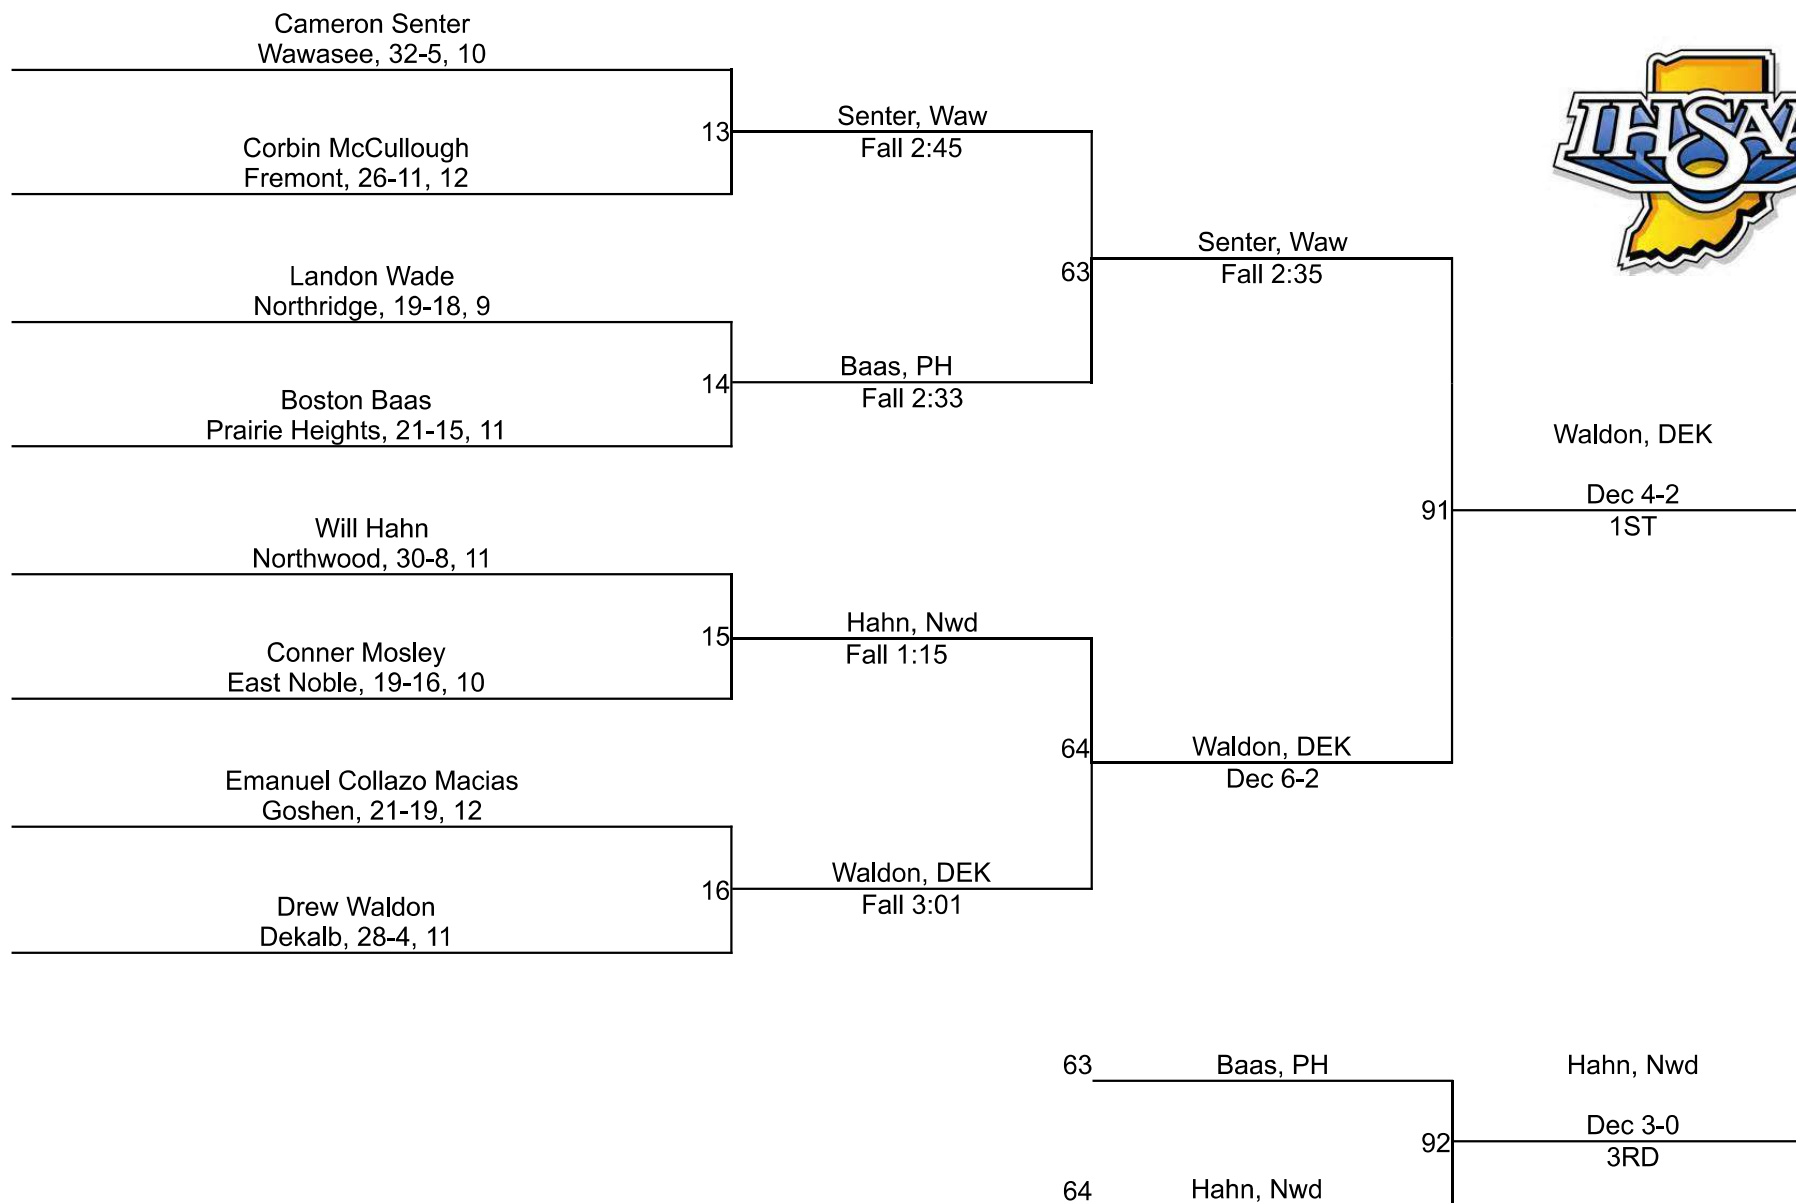 Cameron Senter
Wawasee, 32-5, 10
13
Senter, Waw
Fall 2:45
Corbin McCullough
Fremont, 26-11, 12
IHSAA
Landon Wade
Northridge, 19-18, 9
63
Senter, Waw
Fall 2:35
14
Baas, PH
Fall 2:33
Boston Baas
Prairie Heights, 21-15, 11
91
Waldon, DEK
Dec 4-2
1ST
Will Hahn
Northwood, 30-8, 11
15
Hahn, Nwd
Fall 1:15
Conner Mosley
East Noble, 19-16, 10
64
Waldon, DEK
Dec 6-2
Emanuel Collazo Macias
Goshen, 21-19, 12
16
Waldon, DEK
Fall 3:01
Drew Waldon
Dekalb, 28-4, 11
63
Baas, PH
Hahn, Nwd
92
Dec 3-0
3RD
64
Hahn, Nwd